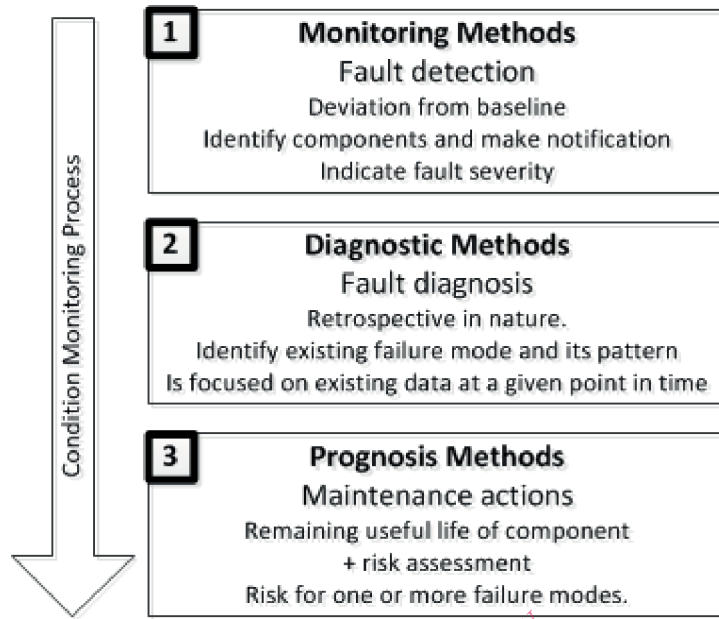 Condition Monitoring Process
1
Monitoring Methods
Fault detection
Deviation from baseline
Identify components and make notification
Indicate fault severity
2
Diagnostic Methods
Fault diagnosis
Retrospective in nature.
Identify existing failure mode and its pattern
Is focused on existing data at a given point in time
3
Prognosis Methods
Maintenance actions
Remaining useful life of component
+ risk assessment
Risk for one or more failure modes.